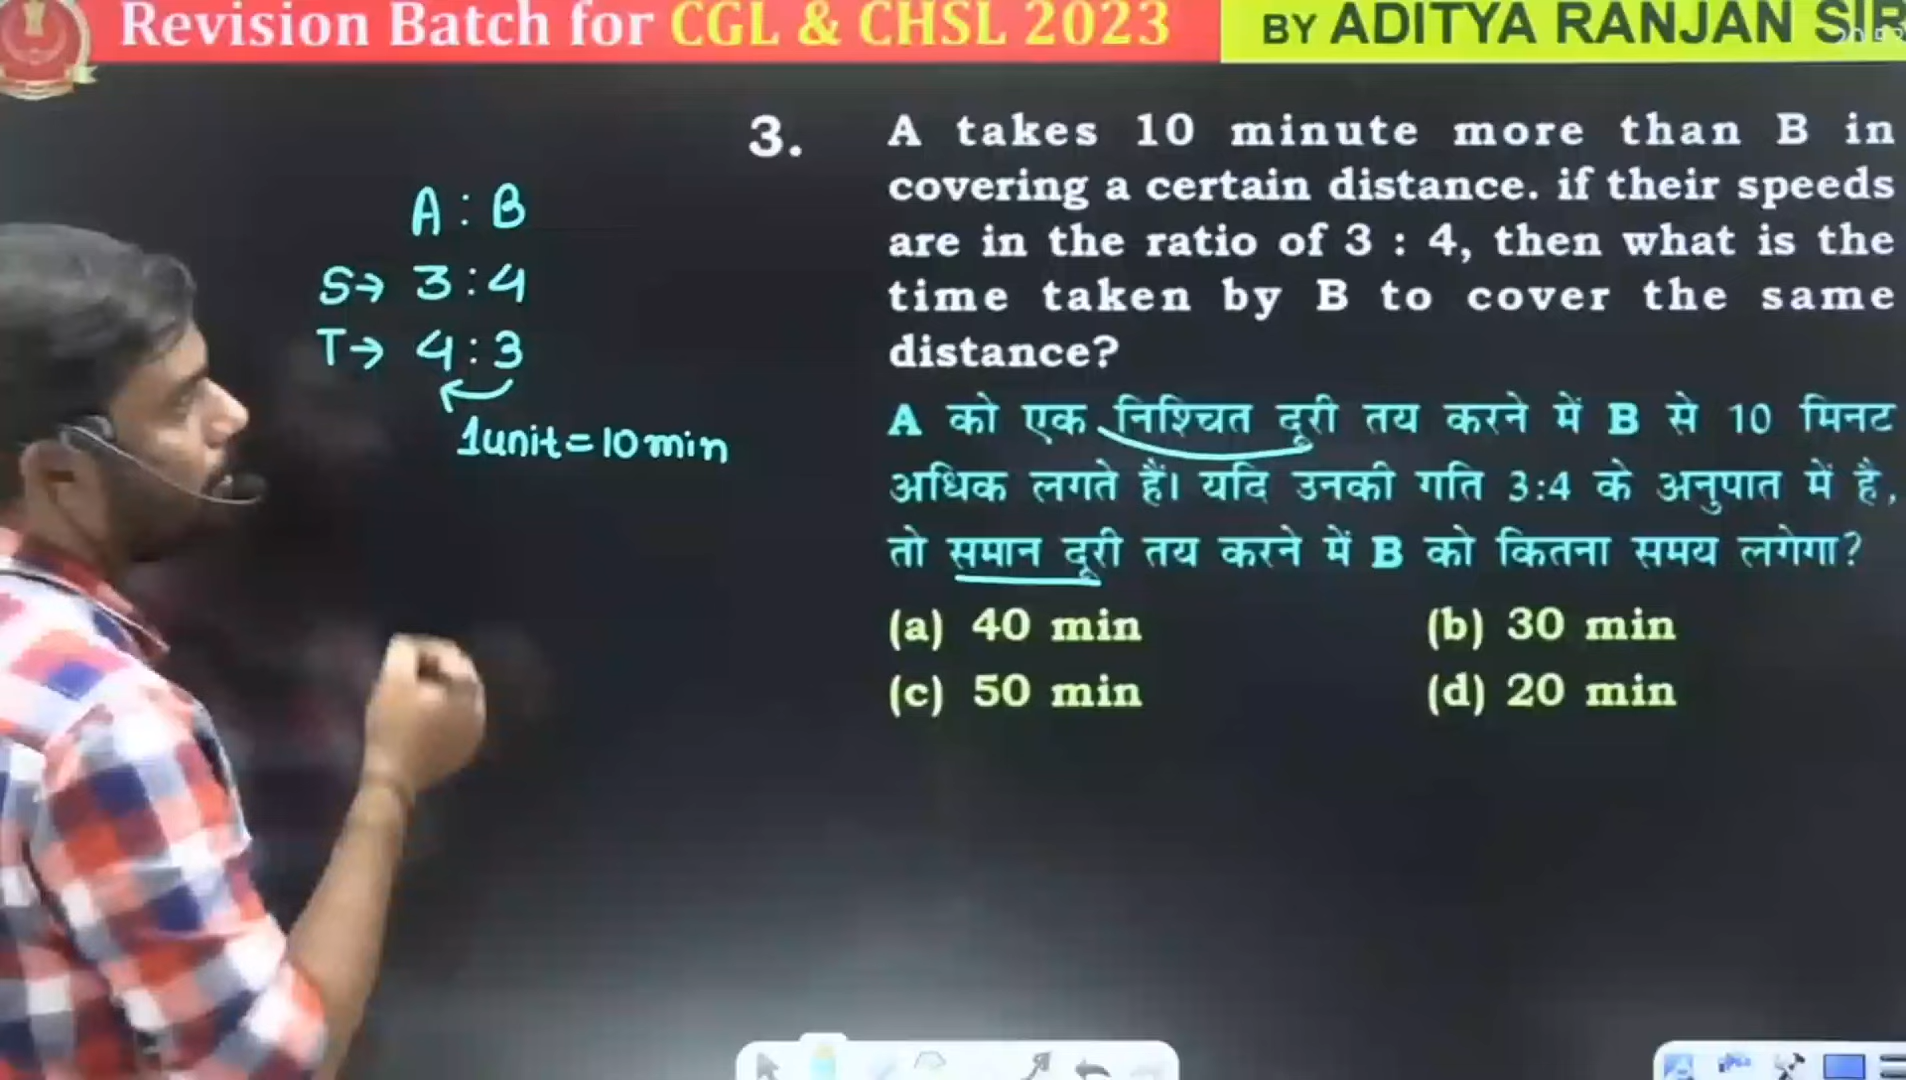 Revision Batch for CGL & CHSL 2023
BY ADITYA RANJAN SIR
A : B
S→ 3 : 4
T→ 4 : 3
1unit = 10 min
3. A takes 10 minute more than B in
covering a certain distance. if their speeds
are in the ratio of 3 : 4, then what is the
time taken by B to cover the same
distance?
A को एक निश्चित दूरी तय करने में B से 10 मिनट
अधिक लगते हैं। यदि उनकी गति 3:4 के अनुपात में है,
तो समान दूरी तय करने में B को कितना समय लगेगा?
(a) 40 min (b) 30 min
(c) 50 min (d) 20 min